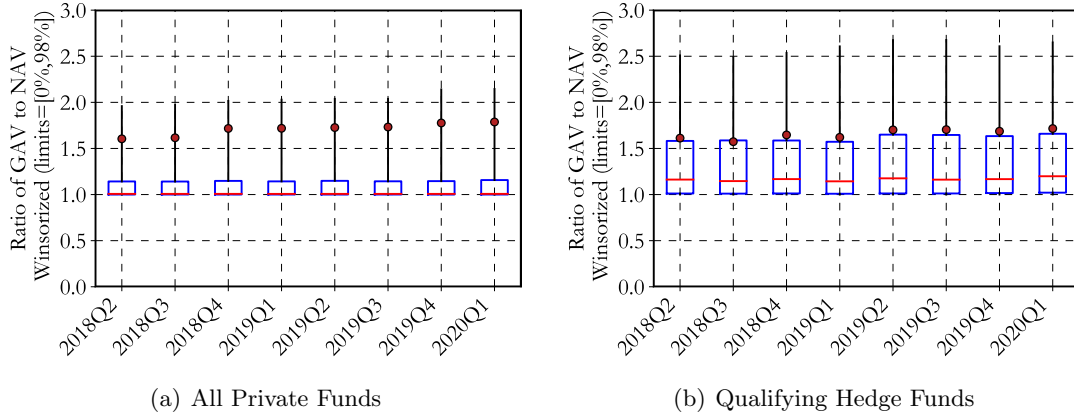 Ratio of GAV to NAV
Winsorized (limits=[0%,98%])
3.0
2.5
2.0
1.5
1.0
0.5
0.0
2018Q2
2018Q3
2018Q4
2019Q1
2019Q2
2019Q3
2019Q4
2020Q1
(a) All Private Funds
Ratio of GAV to NAV
Winsorized (limits=[0%,98%])
3.0
2.5
2.0
1.5
1.0
0.5
0.0
2018Q2
2018Q3
2018Q4
2019Q1
2019Q2
2019Q3
2019Q4
2020Q1
(b) Qualifying Hedge Funds